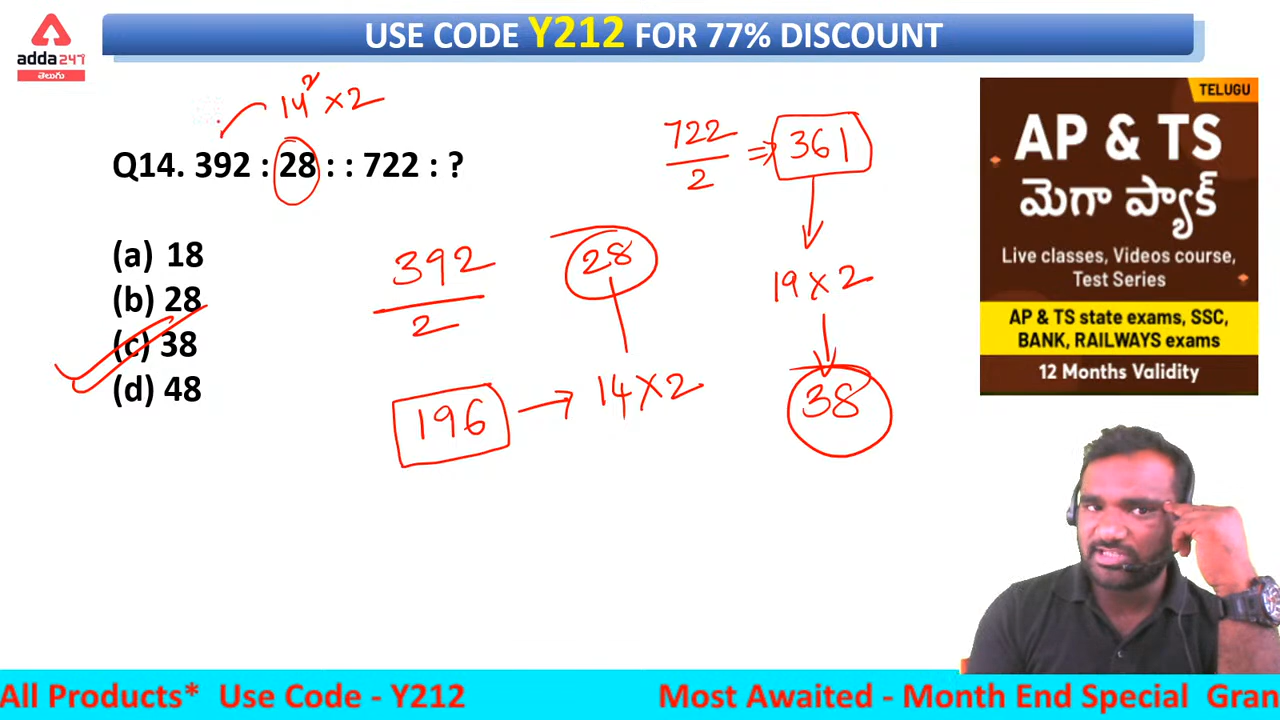 USE CODE Y212 FOR 77% DISCOUNT
adda247
తెలుగు
14² × 2
Q14. 392 : 28 : : 722 : ?
(a) 18
(b) 28
(c) 38
(d) 48
392
2
196 → 14 × 2
28
722
2
⇒ 361
19 × 2
38
TELUGU
AP & TS
మెగా ప్యాక్
Live classes, Videos course,
Test Series
AP & TS state exams, SSC,
BANK, RAILWAYS exams
12 Months Validity
All Products* Use Code - Y212
Most Awaited - Month End Special Gran